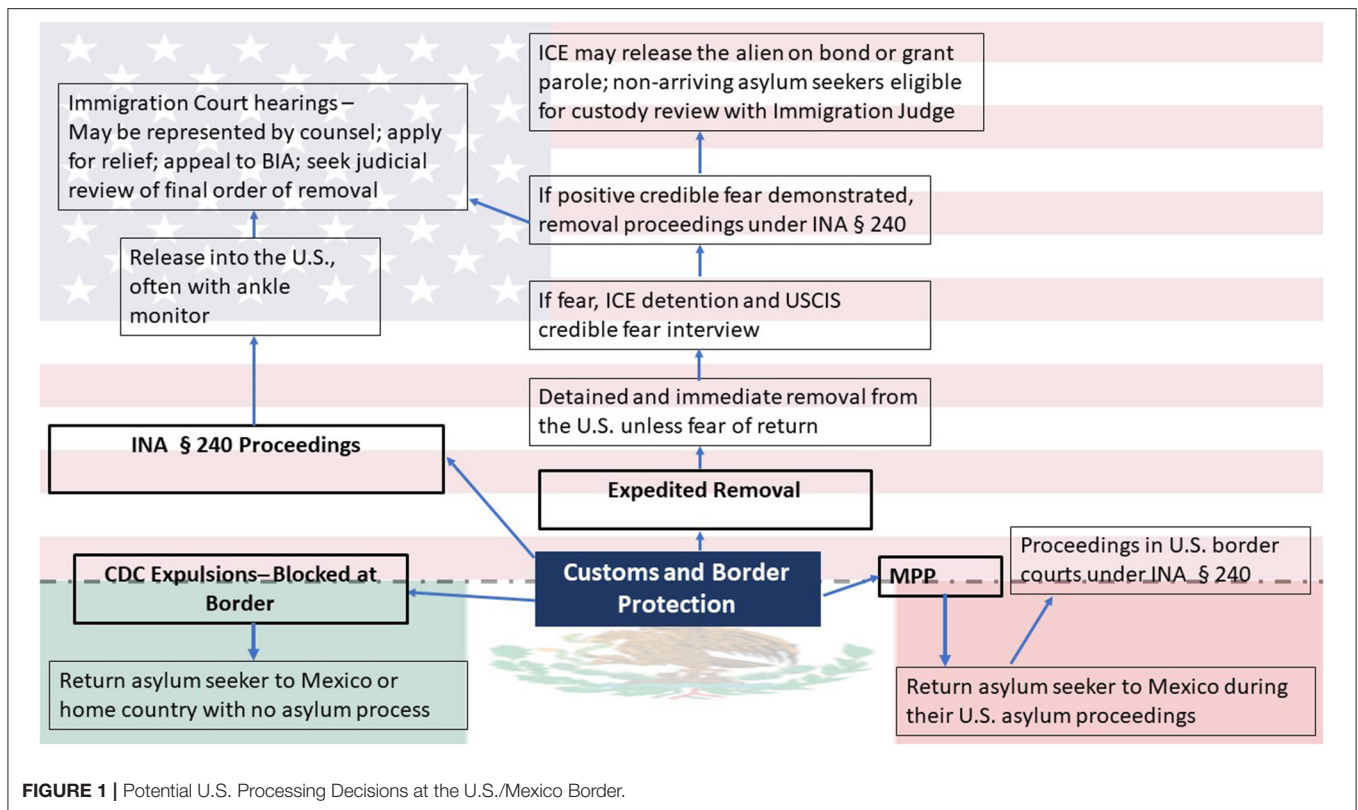 ICE may release the alien on bond or grant
parole; non-arriving asylum seekers eligible
for custody review with Immigration Judge
Immigration Court hearings –
May be represented by counsel; apply
for relief; appeal to BIA; seek judicial
review of final order of removal
If positive credible fear demonstrated,
removal proceedings under INA § 240
Release into the U.S.,
often with ankle
monitor
If fear, ICE detention and USCIS
credible fear interview
Detained and immediate removal from
the U.S. unless fear of return
INA § 240 Proceedings
Expedited Removal
CDC Expulsions–Blocked at
Border
Customs and Border
Protection
MPP
Proceedings in U.S. border
courts under INA § 240
Return asylum seeker to Mexico or
home country with no asylum process
Return asylum seeker to Mexico during
their U.S. asylum proceedings
FIGURE 1 | Potential U.S. Processing Decisions at the U.S./Mexico Border.